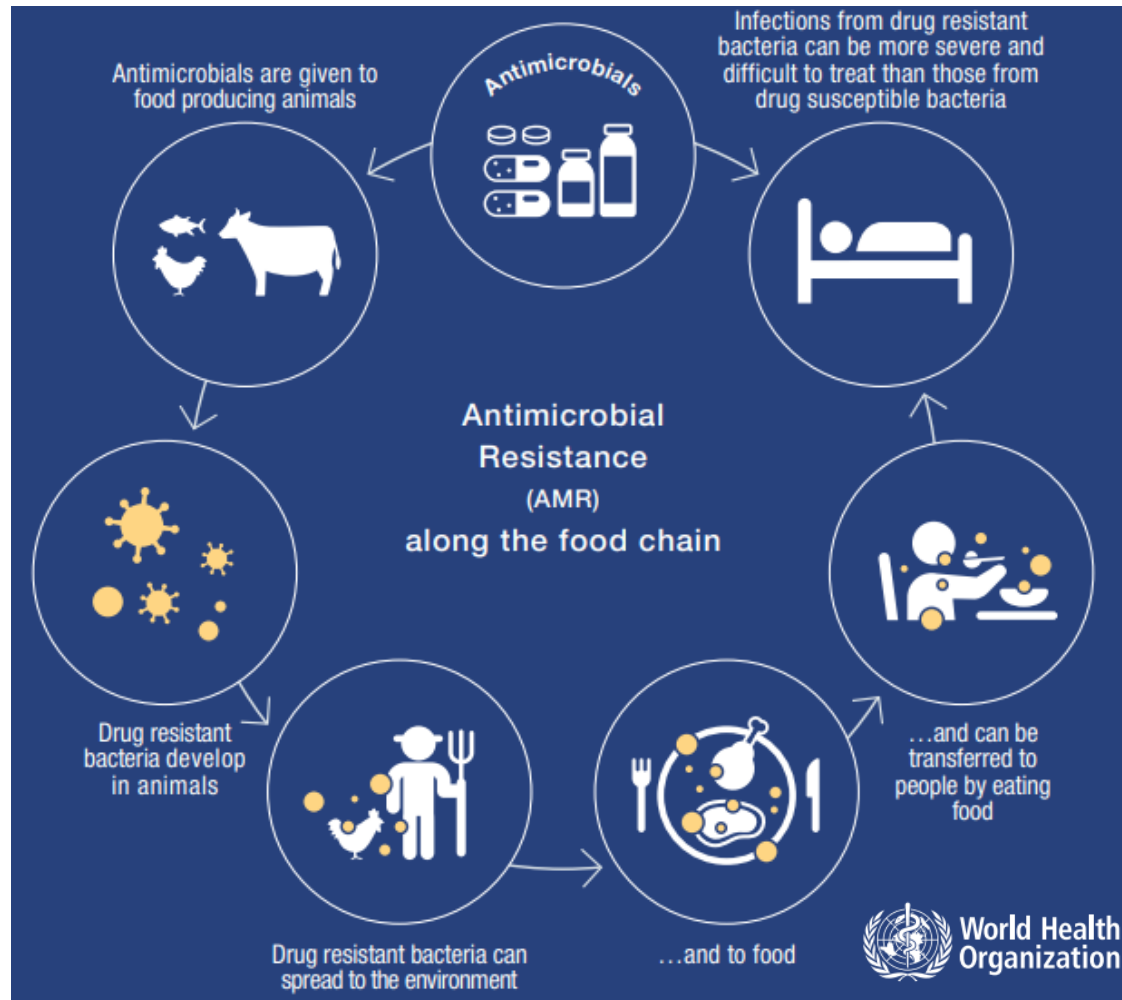 Antimicrobials
Antimicrobials are given to
food producing animals
Drug resistant
bacteria develop
in animals
Drug resistant bacteria can
spread to the environment
…and to food
…and can be
transferred to
people by eating
food
Infections from drug resistant
bacteria can be more severe and
difficult to treat than those from
drug susceptible bacteria
Antimicrobial
Resistance
(AMR)
along the food chain
World Health
Organization